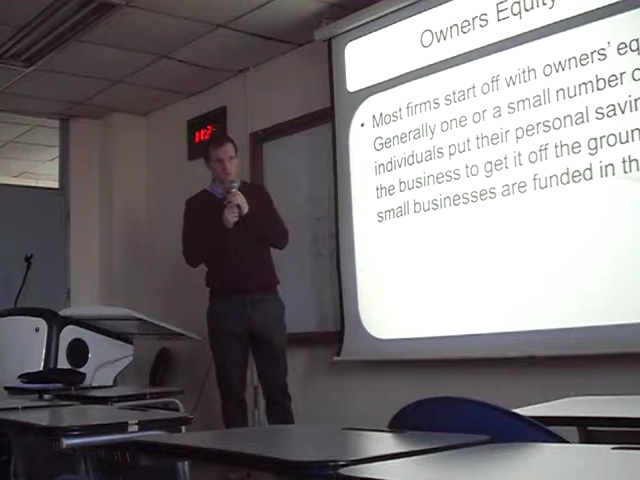 Owners Equity
• Most firms start off with owners' eq
Generally one or a small number o
individuals put their personal savin
the business to get it off the groun
small businesses are funded in th